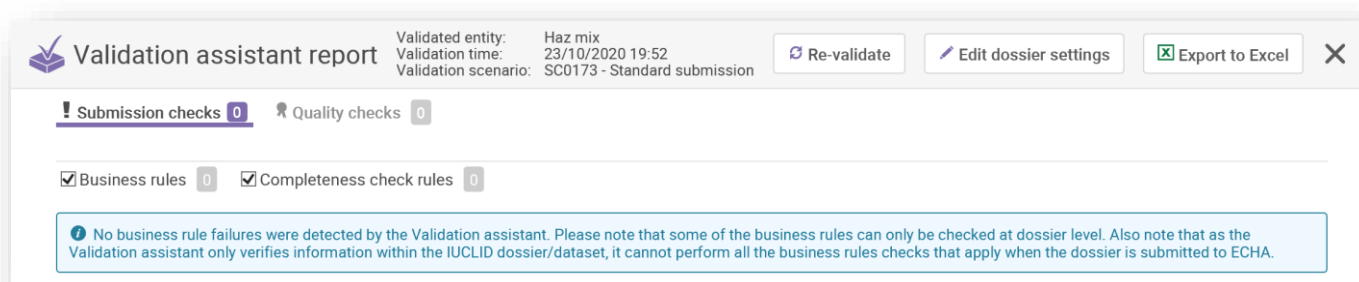 Validation assistant report
Validated entity: Haz mix
Validation time: 23/10/2020 19:52
Validation scenario: SC0173 - Standard submission
Re-validate
Edit dossier settings
Export to Excel
Submission checks 0
Quality checks 0
Business rules 0
Completeness check rules 0
No business rule failures were detected by the Validation assistant. Please note that some of the business rules can only be checked at dossier level. Also note that as the
Validation assistant only verifies information within the IUCLID dossier/dataset, it cannot perform all the business rules checks that apply when the dossier is submitted to ECHA.